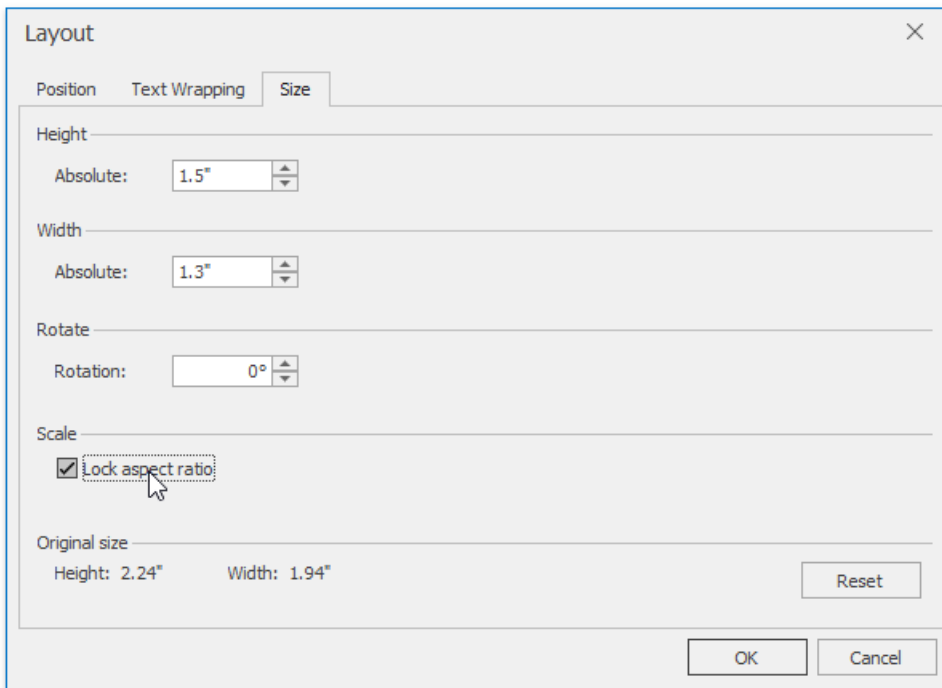 Layout
Position Text Wrapping Size
Height
Absolute: 1.5"
Width
Absolute: 1.3"
Rotate
Rotation: 0°
Scale
Lock aspect ratio
Original size
Height: 2.24" Width: 1.94"
Reset
OK Cancel